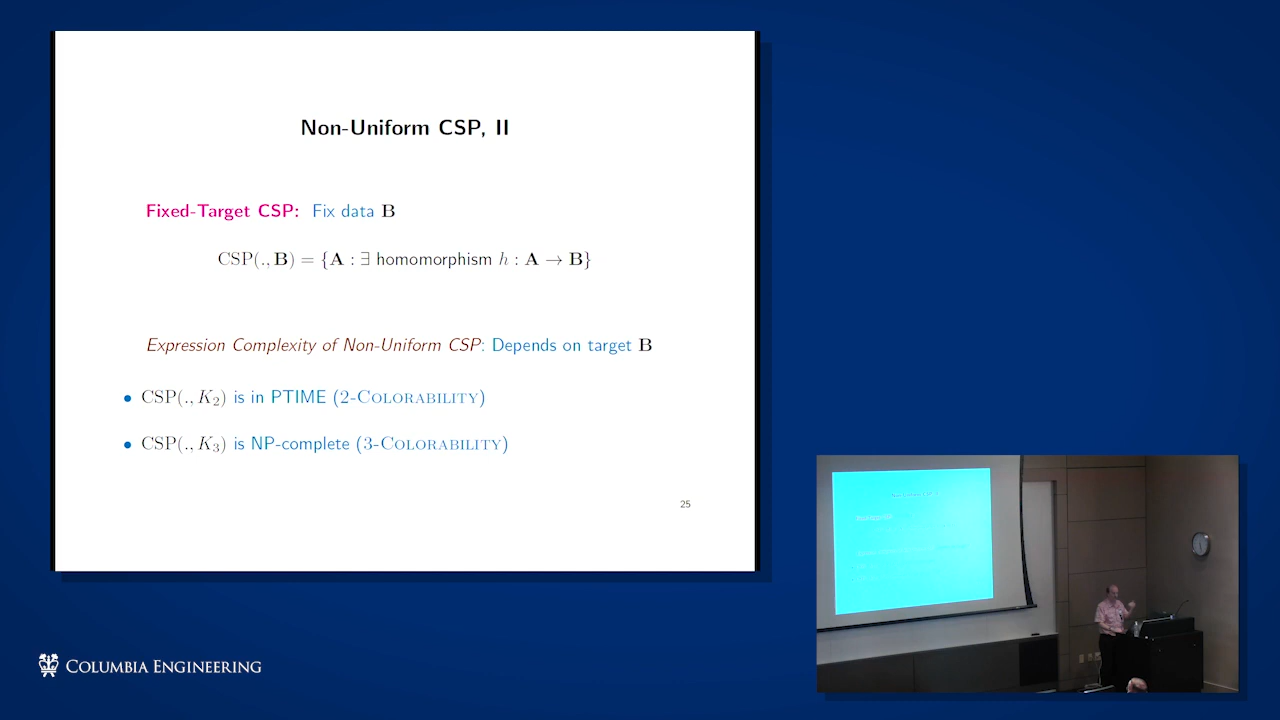 Non-Uniform CSP, II
Fixed-Target CSP: Fix data B
CSP(., B) = {A : ∃ homomorphism h : A → B}
Expression Complexity of Non-Uniform CSP: Depends on target B
• CSP(., K₂) is in PTIME (2-COLORABILITY)
• CSP(., K₃) is NP-complete (3-COLORABILITY)
25
COLUMBIA ENGINEERING